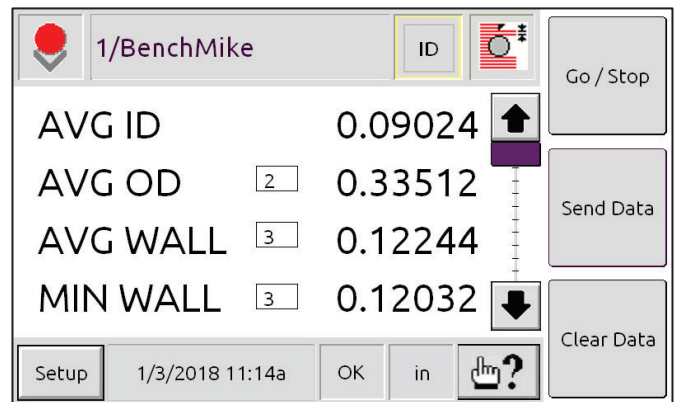 1/BenchMike
ID
Go / Stop
AVG ID 0.09024
AVG OD 2 0.33512
Send Data
AVG WALL 3 0.12244
MIN WALL 3 0.12032
Clear Data
Setup 1/3/2018 11:14a OK in ?